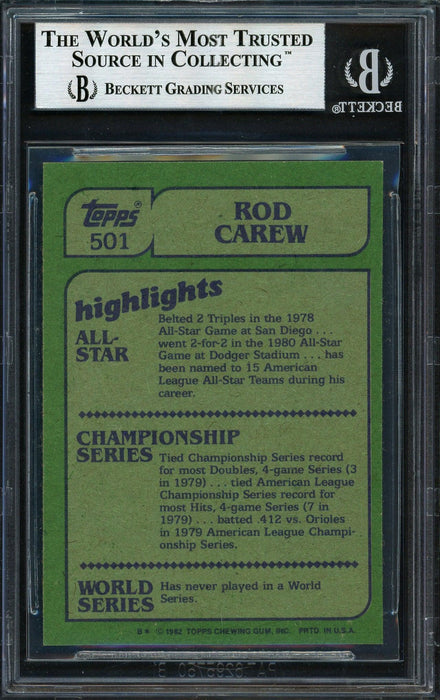 THE WORLD'S MOST TRUSTED
SOURCE IN COLLECTING™
B BECKETT GRADING SERVICES
B
BECKETT®
Topps®
501
ROD
CAREW
highlights
ALL-
STAR
Belted 2 Triples in the 1978
All-Star Game at San Diego . . .
went 2-for-2 in the 1980 All-Star
Game at Dodger Stadium . . . has
been named to 15 American
League All-Star Teams during his
career.
CHAMPIONSHIP
SERIES
Tied Championship Series record
for most Doubles, 4-game Series (3
in 1979) . . . tied American League
Championship Series record for
most Hits, 4-game Series (7 in
1979) . . . batted .412 vs. Orioles
in 1979 American League Champi-
onship Series.
WORLD
SERIES
Has never played in a World
Series.
B* © 1982 TOPPS CHEWING GUM, INC. PRTD. IN U.S.A.